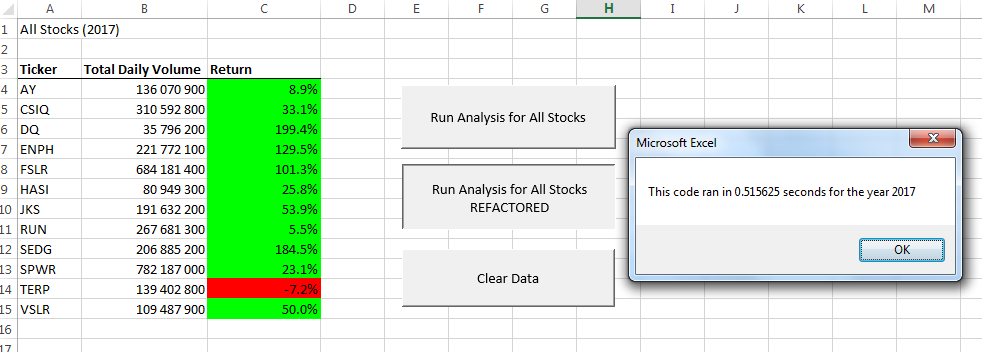 A B C D E F G H I J K L M
1 All Stocks (2017)
2
3 Ticker Total Daily Volume Return
4 AY 136 070 900 8.9%
5 CSIQ 310 592 800 33.1%
6 DQ 35 796 200 199.4%
7 ENPH 221 772 100 129.5%
8 FSLR 684 181 400 101.3%
9 HASI 80 949 300 25.8%
10 JKS 191 632 200 53.9%
11 RUN 267 681 300 5.5%
12 SEDG 206 885 200 184.5%
13 SPWR 782 187 000 23.1%
14 TERP 139 402 800 -7.2%
15 VSLR 109 487 900 50.0%
16
17
Run Analysis for All Stocks
Run Analysis for All Stocks
REFACTORED
Clear Data
Microsoft Excel
This code ran in 0.515625 seconds for the year 2017
OK